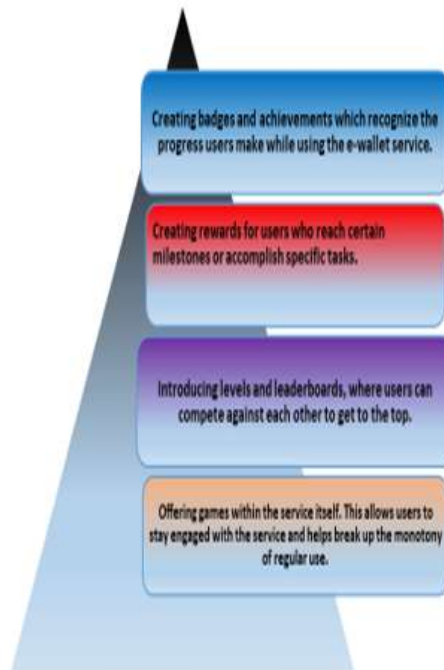 Creating badges and achievements which recognize the
progress users make while using the e-wallet service.
Creating rewards for users who reach certain
milestones or accomplish specific tasks.
Introducing levels and leaderboards, where users can
compete against each other to get to the top.
Offering games within the service itself. This allows users to
stay engaged with the service and helps break up the monotony
of regular use.